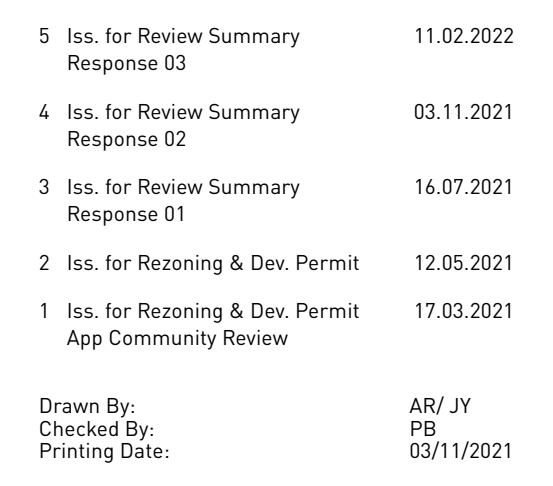 5 Iss. for Review Summary 11.02.2022
Response 03
4 Iss. for Review Summary 03.11.2021
Response 02
3 Iss. for Review Summary 16.07.2021
Response 01
2 Iss. for Rezoning & Dev. Permit 12.05.2021
1 Iss. for Rezoning & Dev. Permit 17.03.2021
App Community Review
Drawn By: AR/ JY
Checked By: PB
Printing Date: 03/11/2021